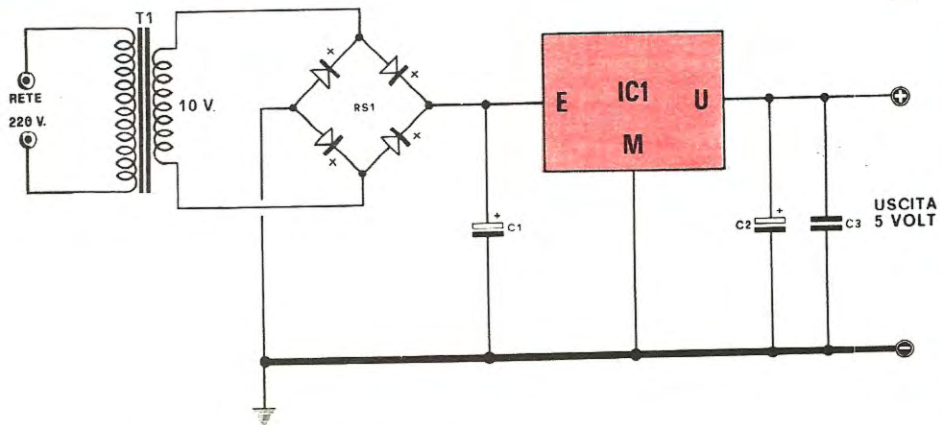 T1
RETE
220 V.
10 V.
RS1
x
x
x
x
E
IC1
U
M
+
C1
+
C2
C3
USCITA
5 VOLT
+
-